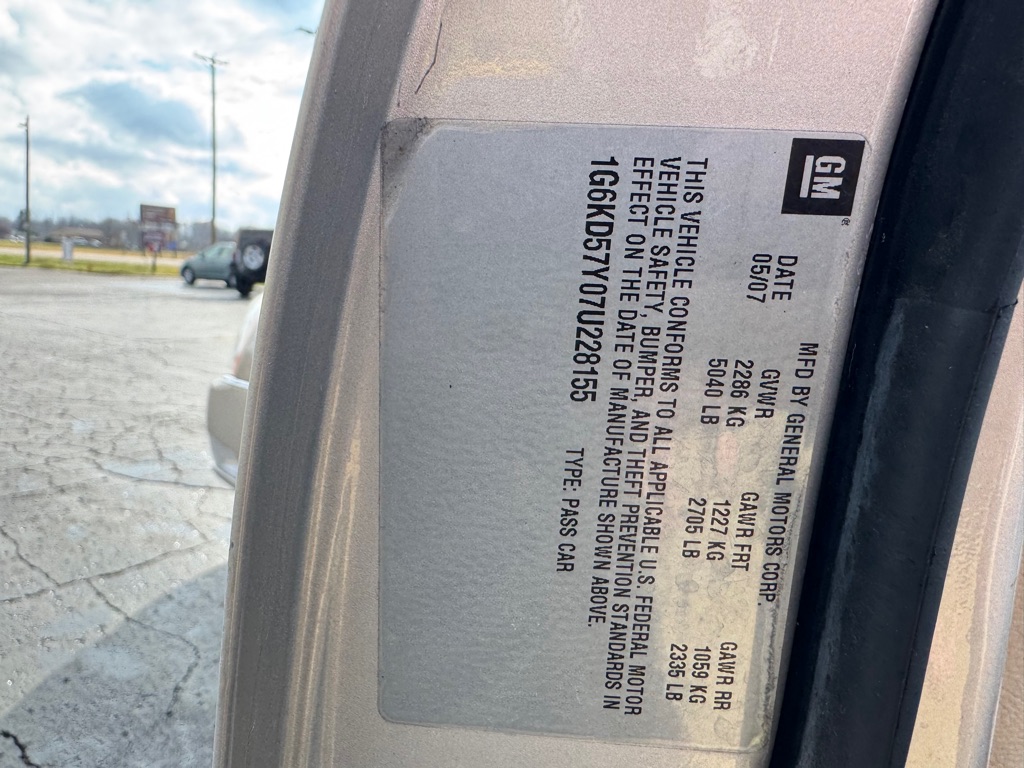 GM
®
MFD BY GENERAL MOTORS CORP.
DATE GVWR GAWR FRT GAWR RR
05/07 2286 KG 1227 KG 1059 KG
5040 LB 2705 LB 2335 LB
THIS VEHICLE CONFORMS TO ALL APPLICABLE U.S. FEDERAL MOTOR
VEHICLE SAFETY, BUMPER, AND THEFT PREVENTION STANDARDS IN
EFFECT ON THE DATE OF MANUFACTURE SHOWN ABOVE.
1G6KD57Y07U228155 TYPE: PASS CAR